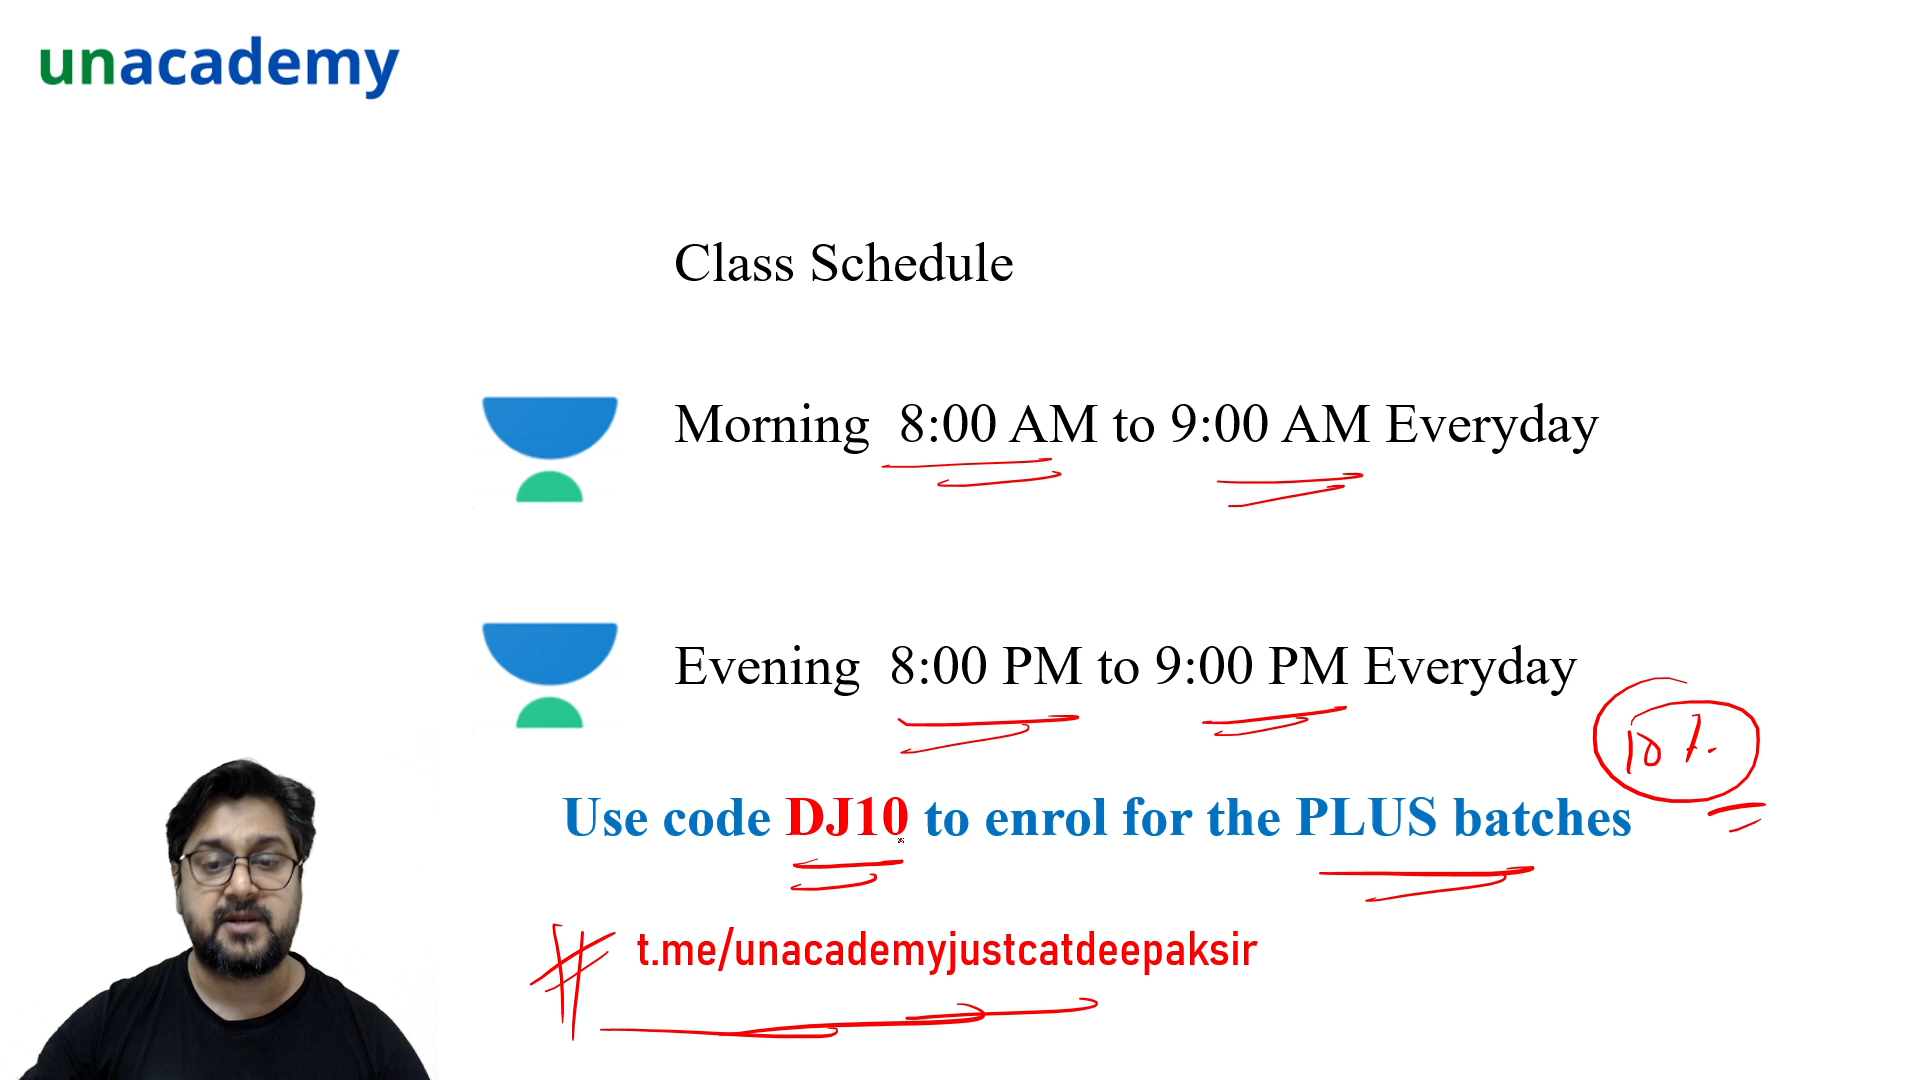 unacademy
Class Schedule
Morning 8:00 AM to 9:00 AM Everyday
Evening 8:00 PM to 9:00 PM Everyday
10 %
Use code DJ10 to enrol for the PLUS batches
# t.me/unacademyjustcatdeepaksir